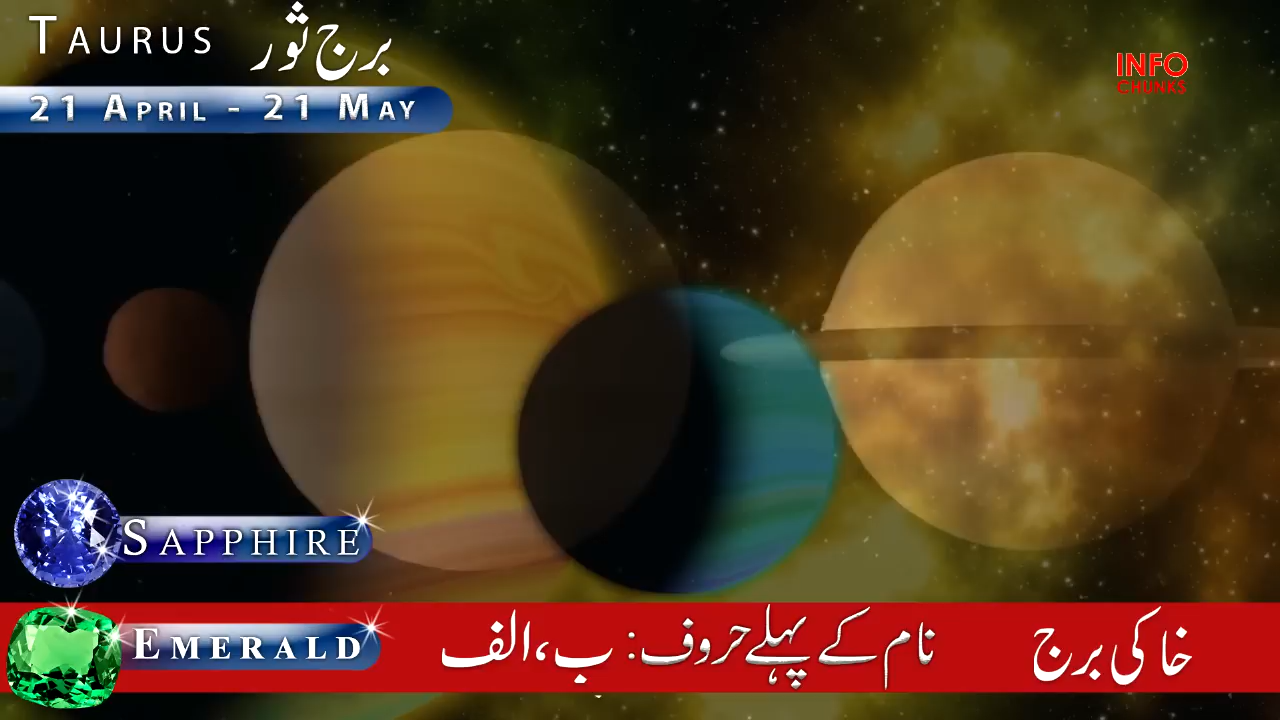 TAURUS برج ثور
21 APRIL - 21 MAY
INFO
CHUNKS
SAPPHIRE
EMERALD
خاکی برج نام کے پہلے حروف: ب، الف